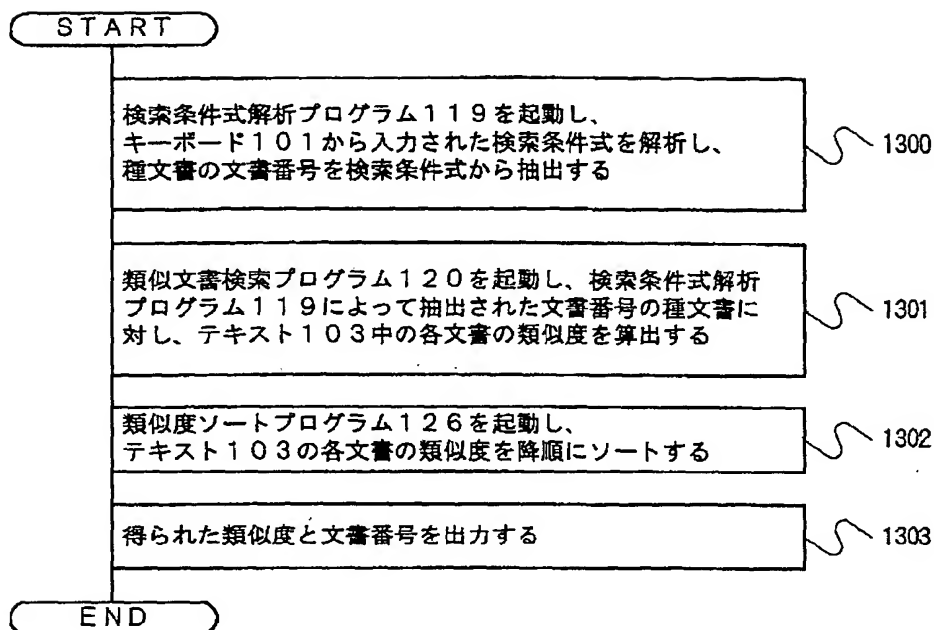 START
検索条件式解析プログラム１１９を起動し、
キーボード１０１から入力された検索条件式を解析し、
種文書の文書番号を検索条件式から抽出する
1300
類似文書検索プログラム１２０を起動し、検索条件式解析
プログラム１１９によって抽出された文書番号の種文書に
対し、テキスト１０３中の各文書の類似度を算出する
1301
類似度ソートプログラム１２６を起動し、
テキスト１０３の各文書の類似度を降順にソートする
1302
得られた類似度と文書番号を出力する
1303
END